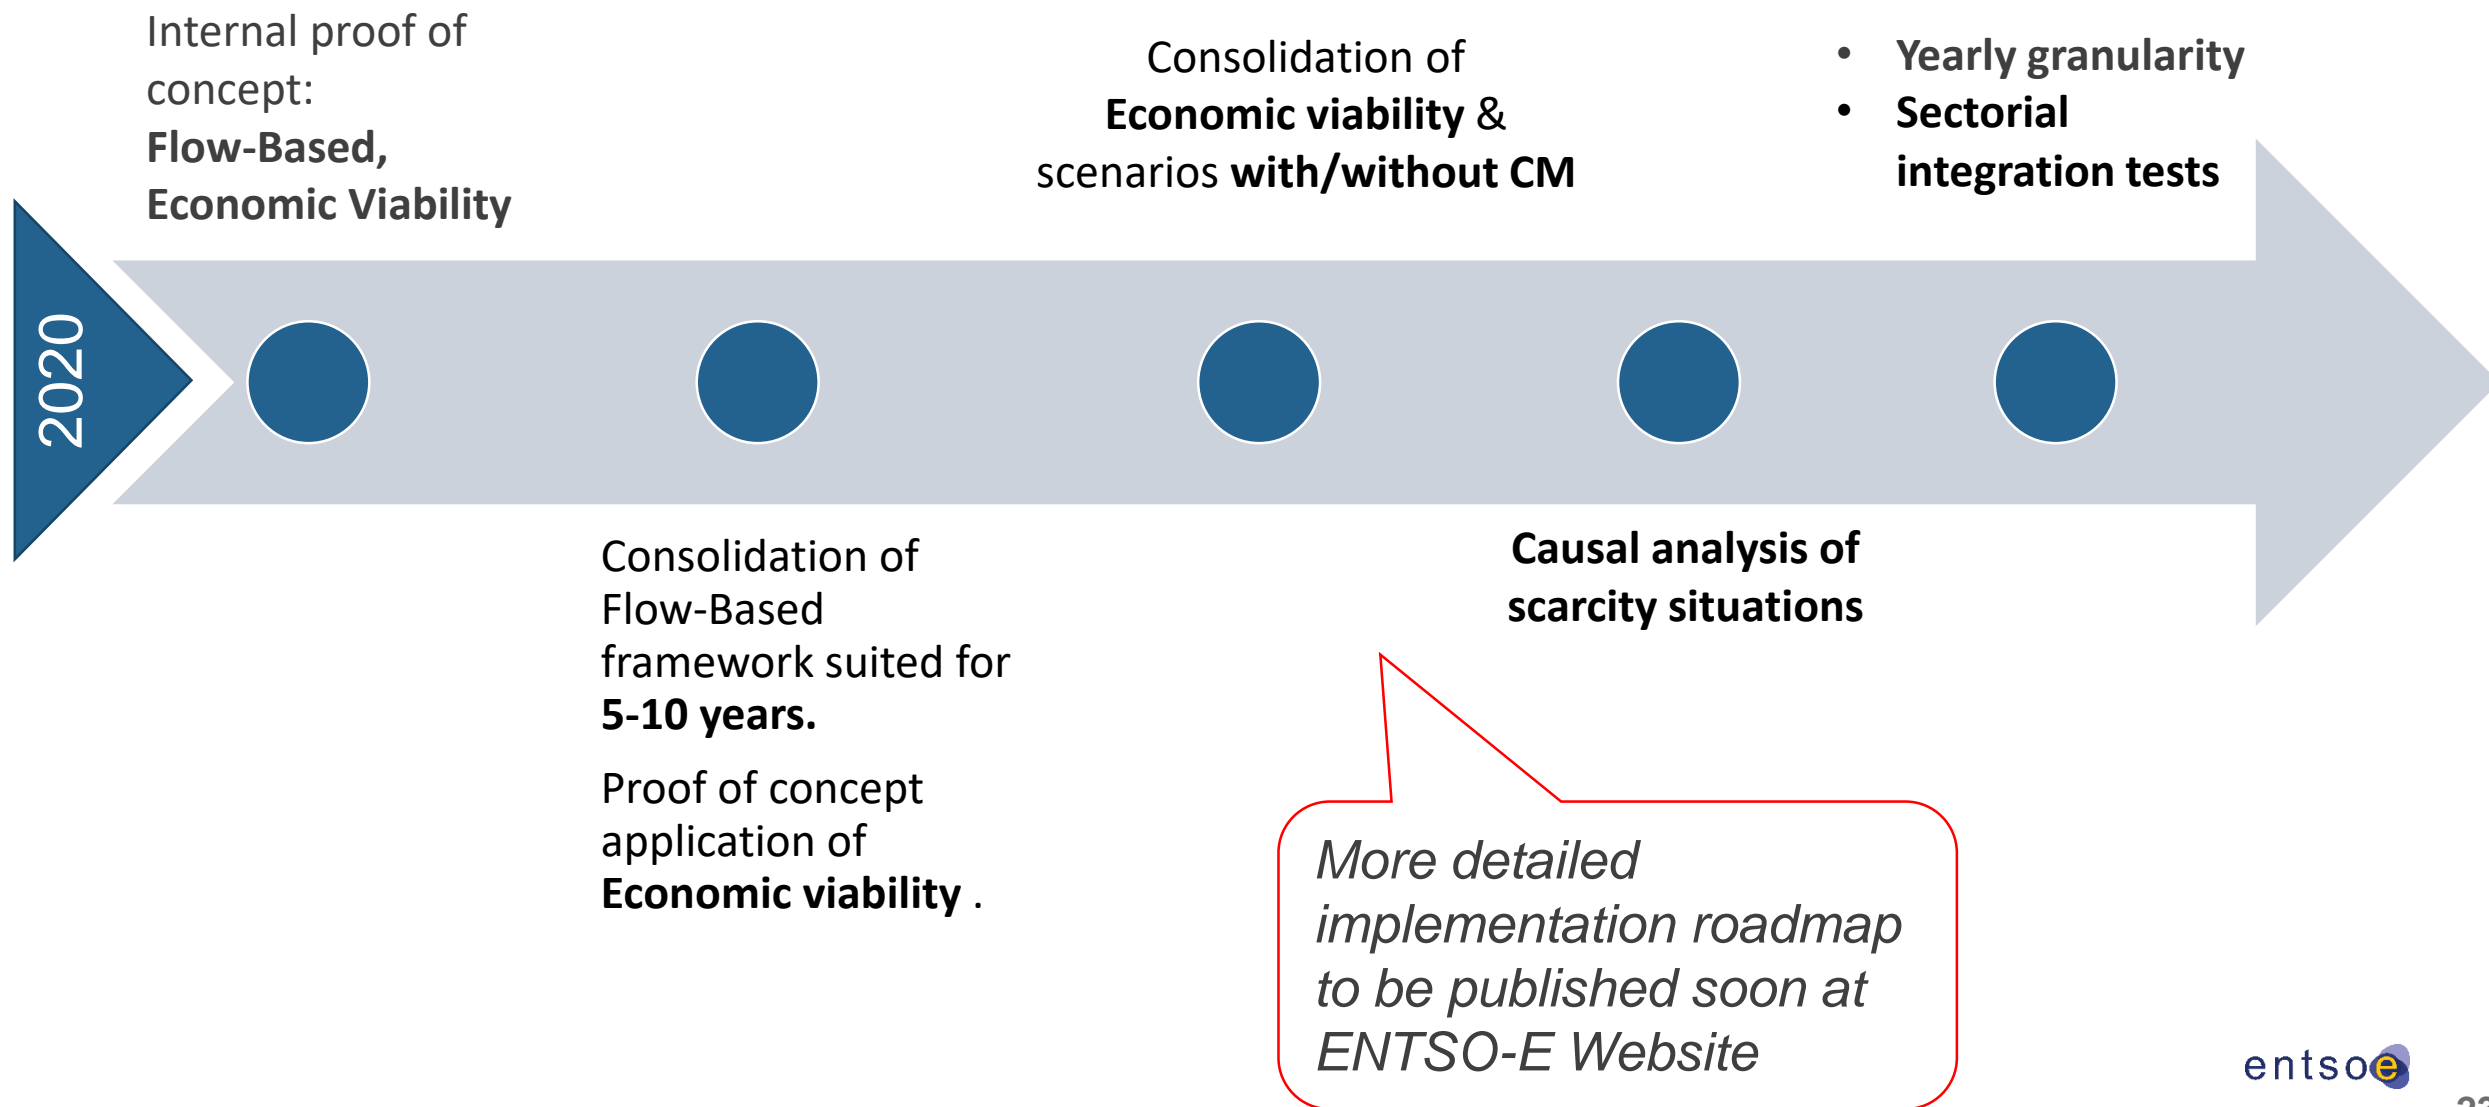 Internal proof of
concept:
Flow-Based,
Economic Viability
Consolidation of
Economic viability &
scenarios with/without CM
• Yearly granularity
• Sectorial
integration tests
2020
Consolidation of
Flow-Based
framework suited for
5-10 years.
Proof of concept
application of
Economic viability .
Causal analysis of
scarcity situations
More detailed
implementation roadmap
to be published soon at
ENTSO-E Website
entsoe